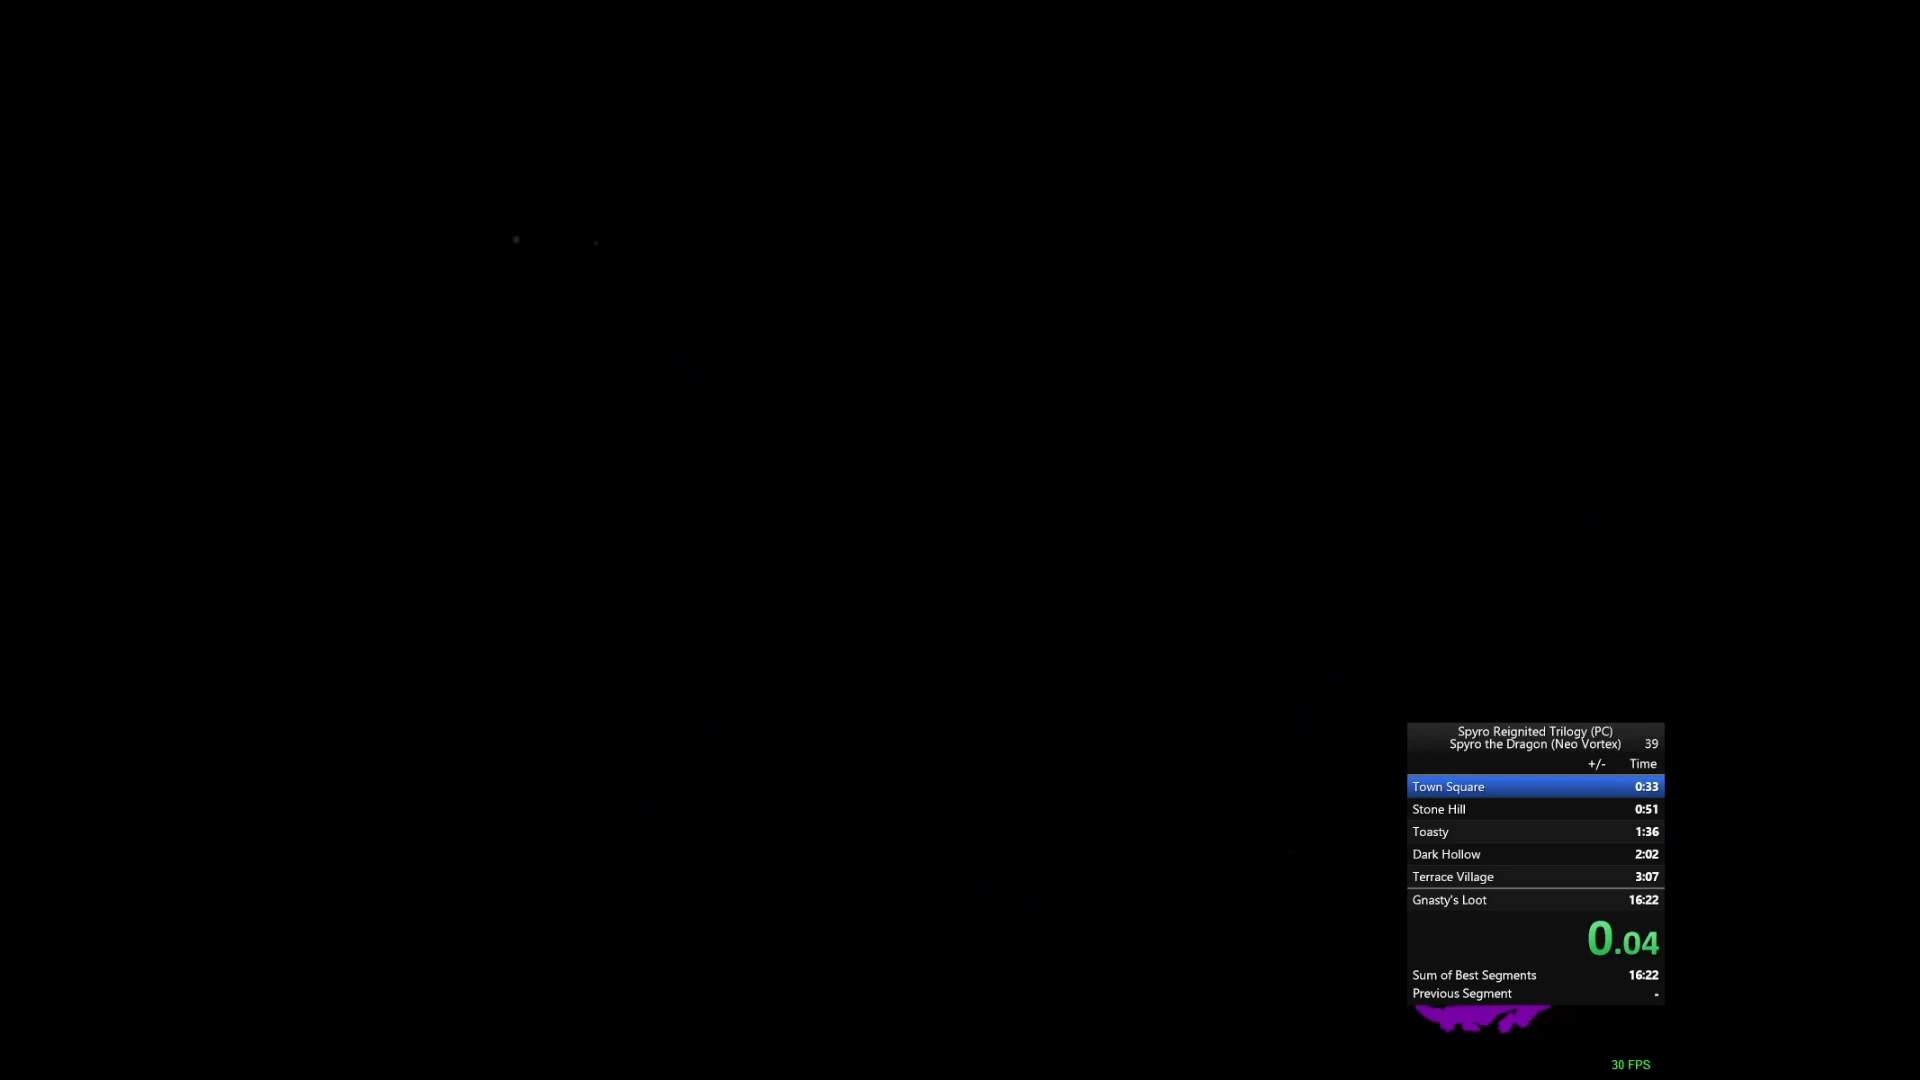 Spyro Reignited Trilogy (PC)
Spyro the Dragon (Neo Vortex) 39
+/- Time
Town Square 0:33
Stone Hill 0:51
Toasty 1:36
Dark Hollow 2:02
Terrace Village 3:07
Gnasty's Loot 16:22
0.04
Sum of Best Segments 16:22
Previous Segment -
30 FPS